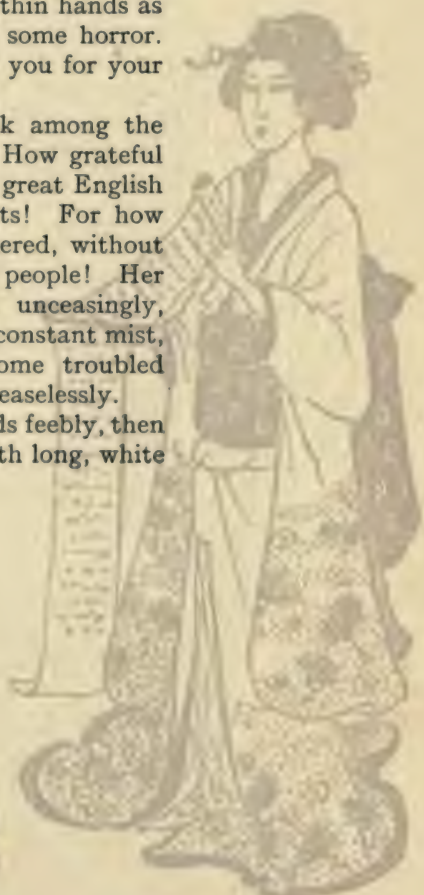 thin hands as
some horror.
you for your
k among the
How grateful
great English
ts! For how
ered, without
people! Her
unceasingly,
constant mist,
ome troubled
easelessly.
ls feebly, then
th long, white